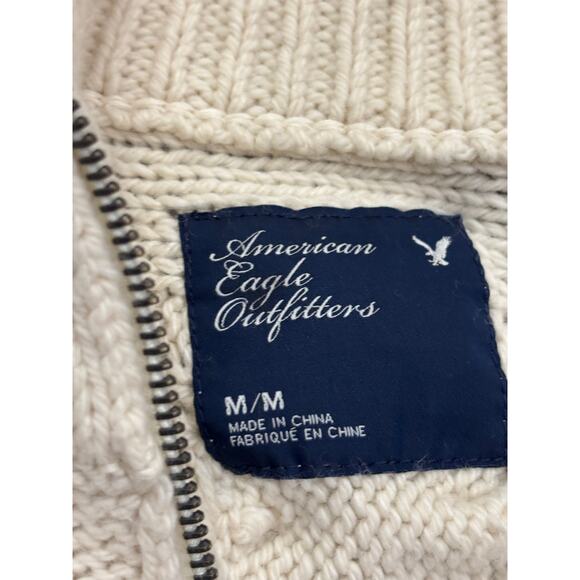 American
Eagle
Outfitters
M/M
MADE IN CHINA
FABRIQUÉ EN CHINE